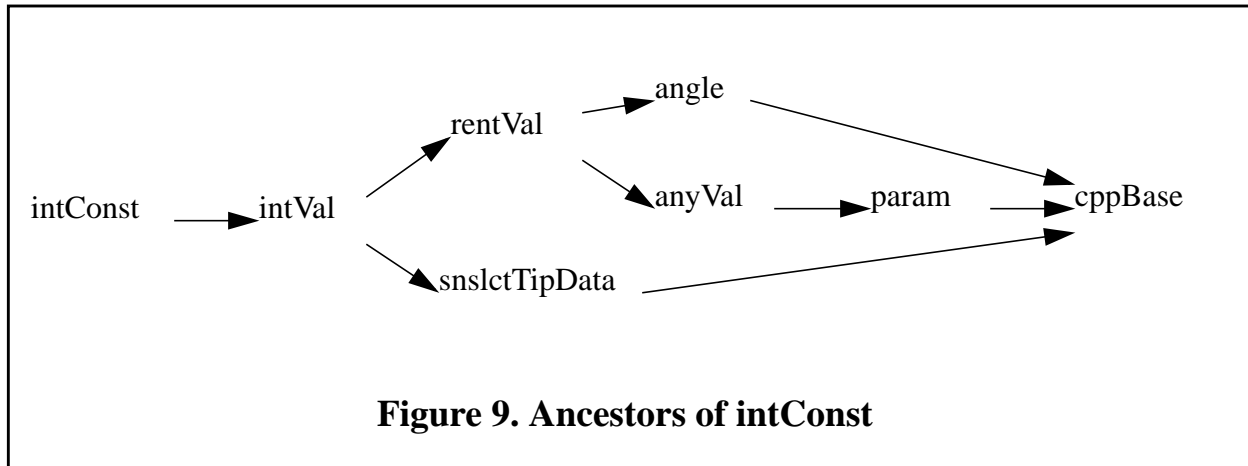 angle
rentVal
intConst
intVal
anyVal
param
cppBase
snslctTipData
Figure 9. Ancestors of intConst